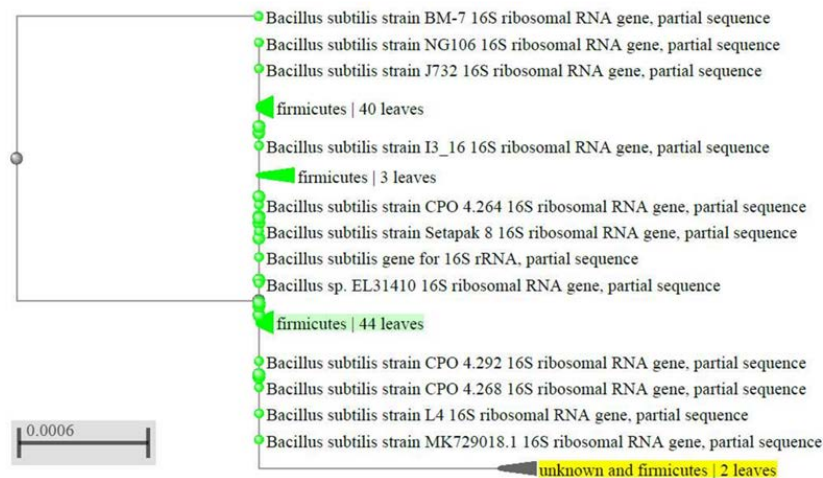 Bacillus subtilis strain BM-7 16S ribosomal RNA gene, partial sequence
Bacillus subtilis strain NG106 16S ribosomal RNA gene, partial sequence
Bacillus subtilis strain J732 16S ribosomal RNA gene, partial sequence
firmicutes | 40 leaves
Bacillus subtilis strain I3_16 16S ribosomal RNA gene, partial sequence
firmicutes | 3 leaves
Bacillus subtilis strain CPO 4.264 16S ribosomal RNA gene, partial sequence
Bacillus subtilis strain Setapak 8 16S ribosomal RNA gene, partial sequence
Bacillus subtilis gene for 16S rRNA, partial sequence
Bacillus sp. EL31410 16S ribosomal RNA gene, partial sequence
firmicutes | 44 leaves
Bacillus subtilis strain CPO 4.292 16S ribosomal RNA gene, partial sequence
Bacillus subtilis strain CPO 4.268 16S ribosomal RNA gene, partial sequence
Bacillus subtilis strain L4 16S ribosomal RNA gene, partial sequence
Bacillus subtilis strain MK729018.1 16S ribosomal RNA gene, partial sequence
unknown and firmicutes | 2 leaves
0.0006